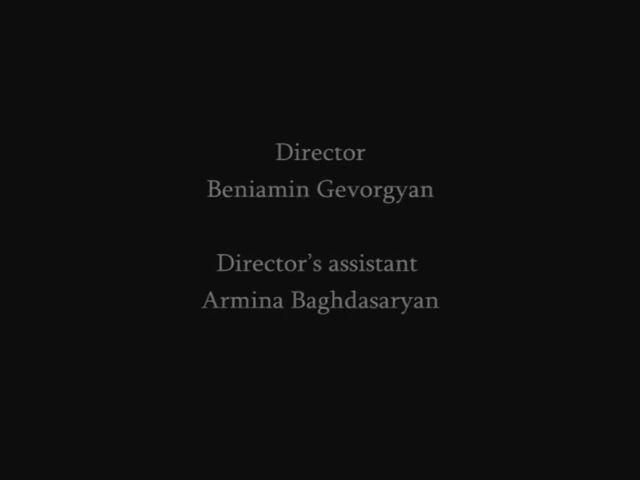 Director
Beniamin Gevorgyan
Director’s assistant
Armina Baghdasaryan